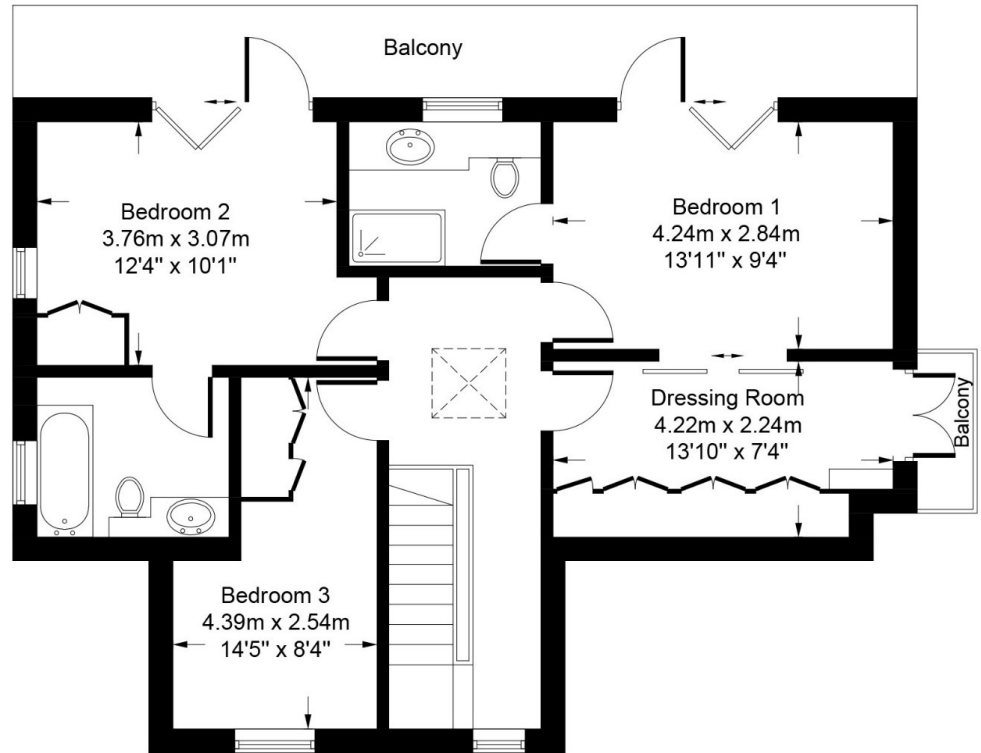 Balcony
Bedroom 2
3.76m x 3.07m
12'4" x 10'1"
Bedroom 1
4.24m x 2.84m
13'11" x 9'4"
Dressing Room
4.22m x 2.24m
13'10" x 7'4"
Balcony
Bedroom 3
4.39m x 2.54m
14'5" x 8'4"